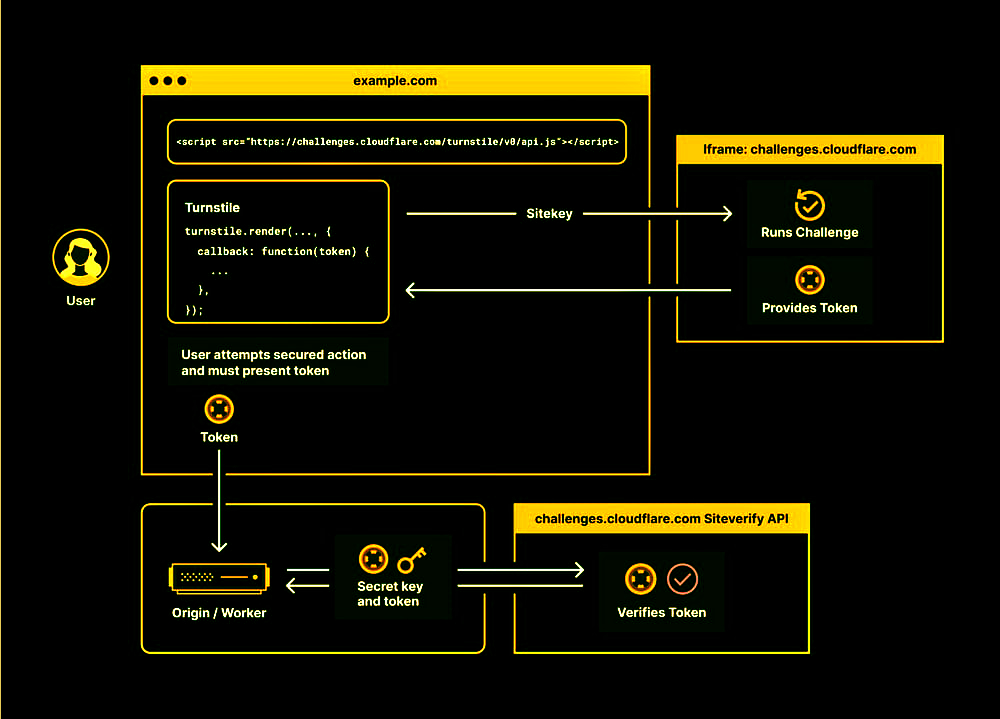 example.com
<script src="https://challenges.cloudflare.com/turnstile/v0/api.js"></script>
Iframe: challenges.cloudflare.com
Turnstile
turnstile.render(..., {
callback: function(token) {
...
},
});
Sitekey
Runs Challenge
Provides Token
User
User attempts secured action
and must present token
Token
challenges.cloudflare.com Siteverify API
Secret key
and token
Origin / Worker
Verifies Token